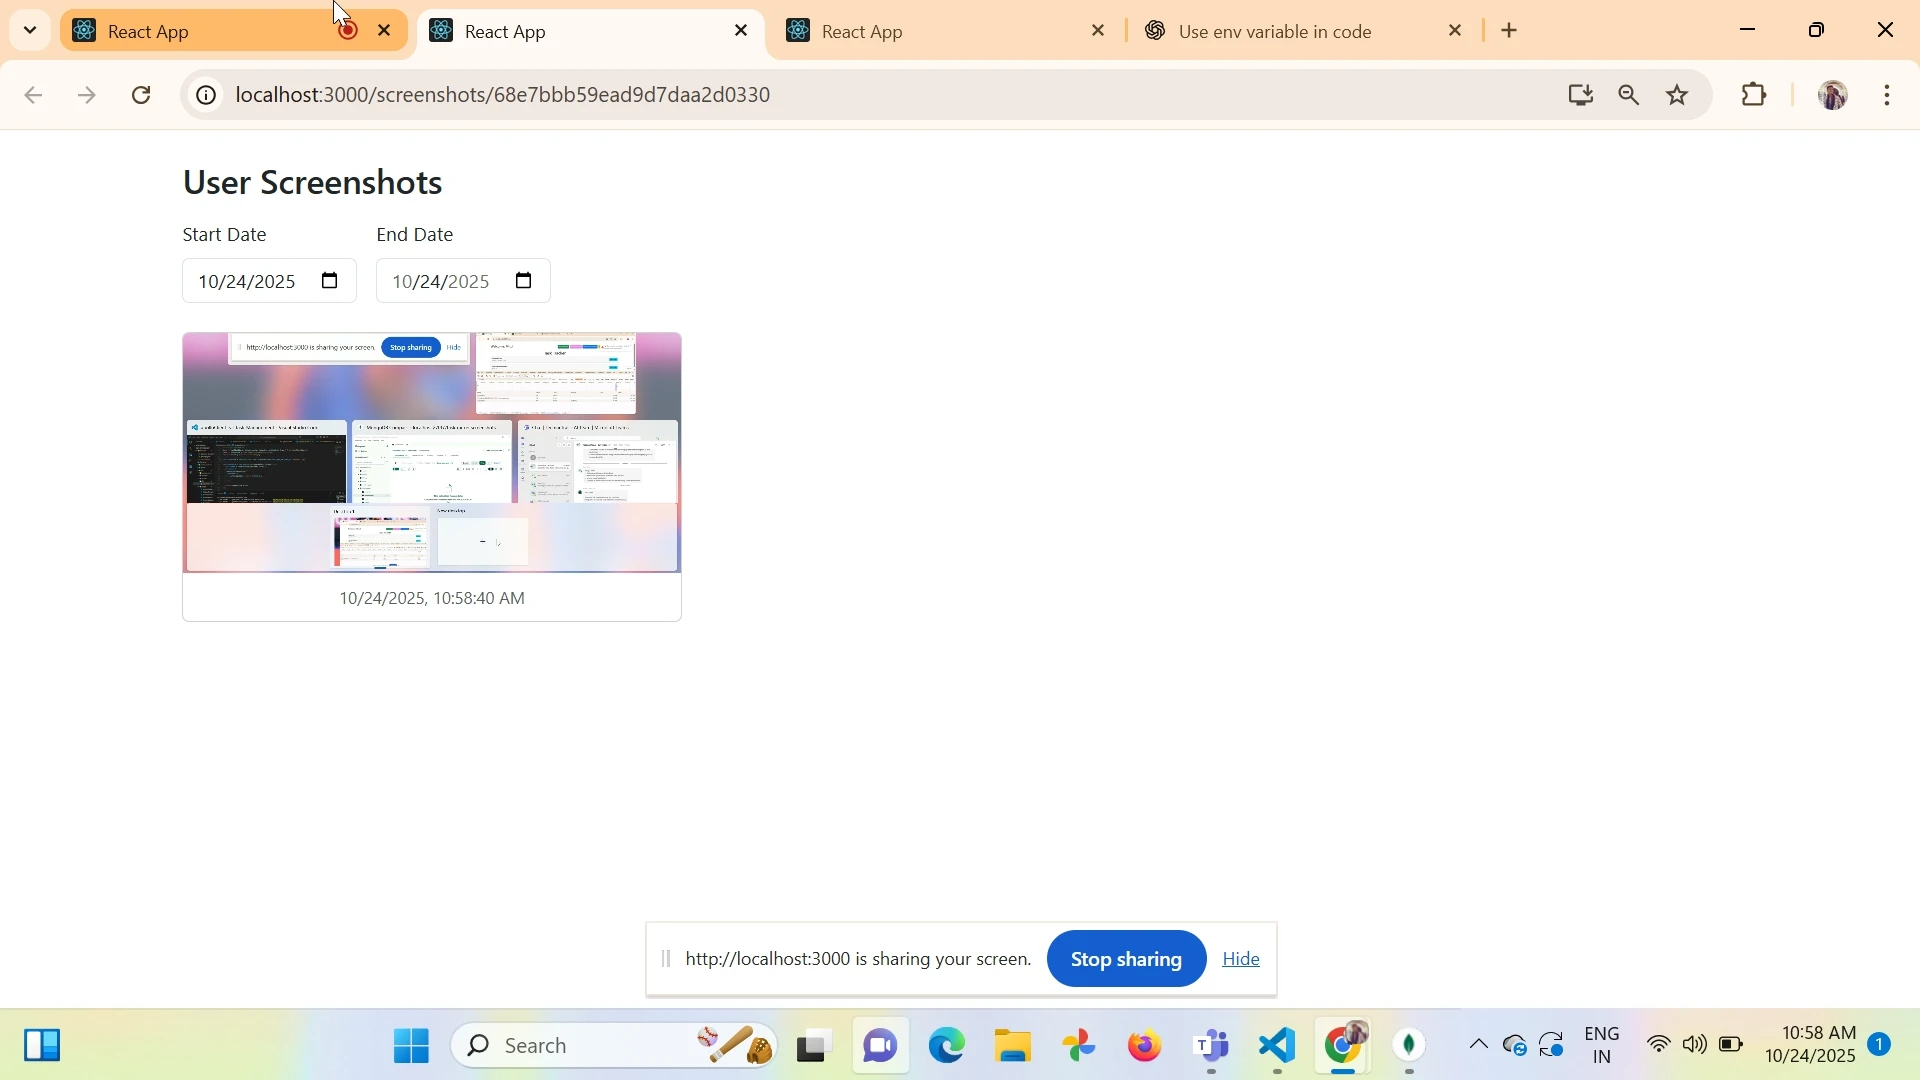 React App
React App
React App
Use env variable in code
localhost:3000/screenshots/68e7bbb59ead9d7daa2d0330
User Screenshots
Start Date
End Date
10/24/2025
10/24/2025
http://localhost:3000 is sharing your screen.
Stop sharing
Hide
New desktop
10/24/2025, 10:58:40 AM
http://localhost:3000 is sharing your screen.
Stop sharing
Hide
Search
ENG
IN
10:58 AM
10/24/2025
1